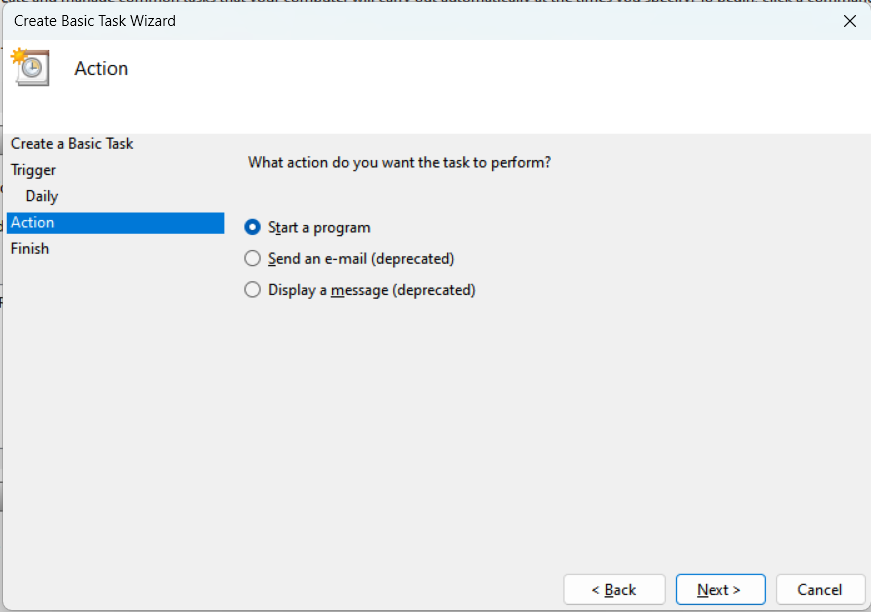 Create Basic Task Wizard
Action
Create a Basic Task
Trigger
Daily
Action
Finish
What action do you want the task to perform?
Start a program
Send an e-mail (deprecated)
Display a message (deprecated)
< Back
Next >
Cancel